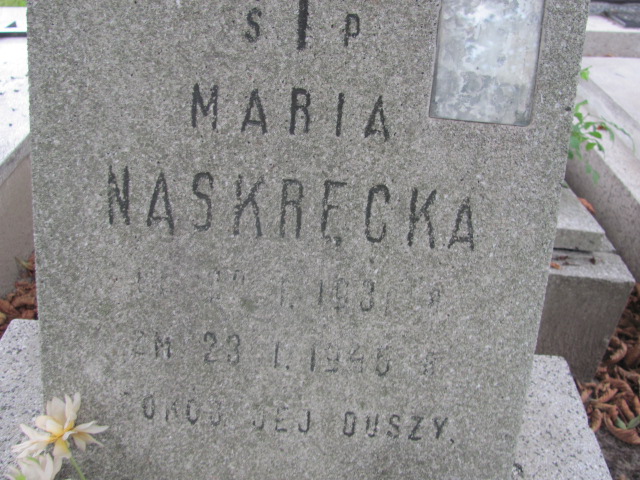 Ś P
MARIA
NASKRĘCKA
ZM 23 I. 1946 R
POKÓJ JEJ DUSZY.